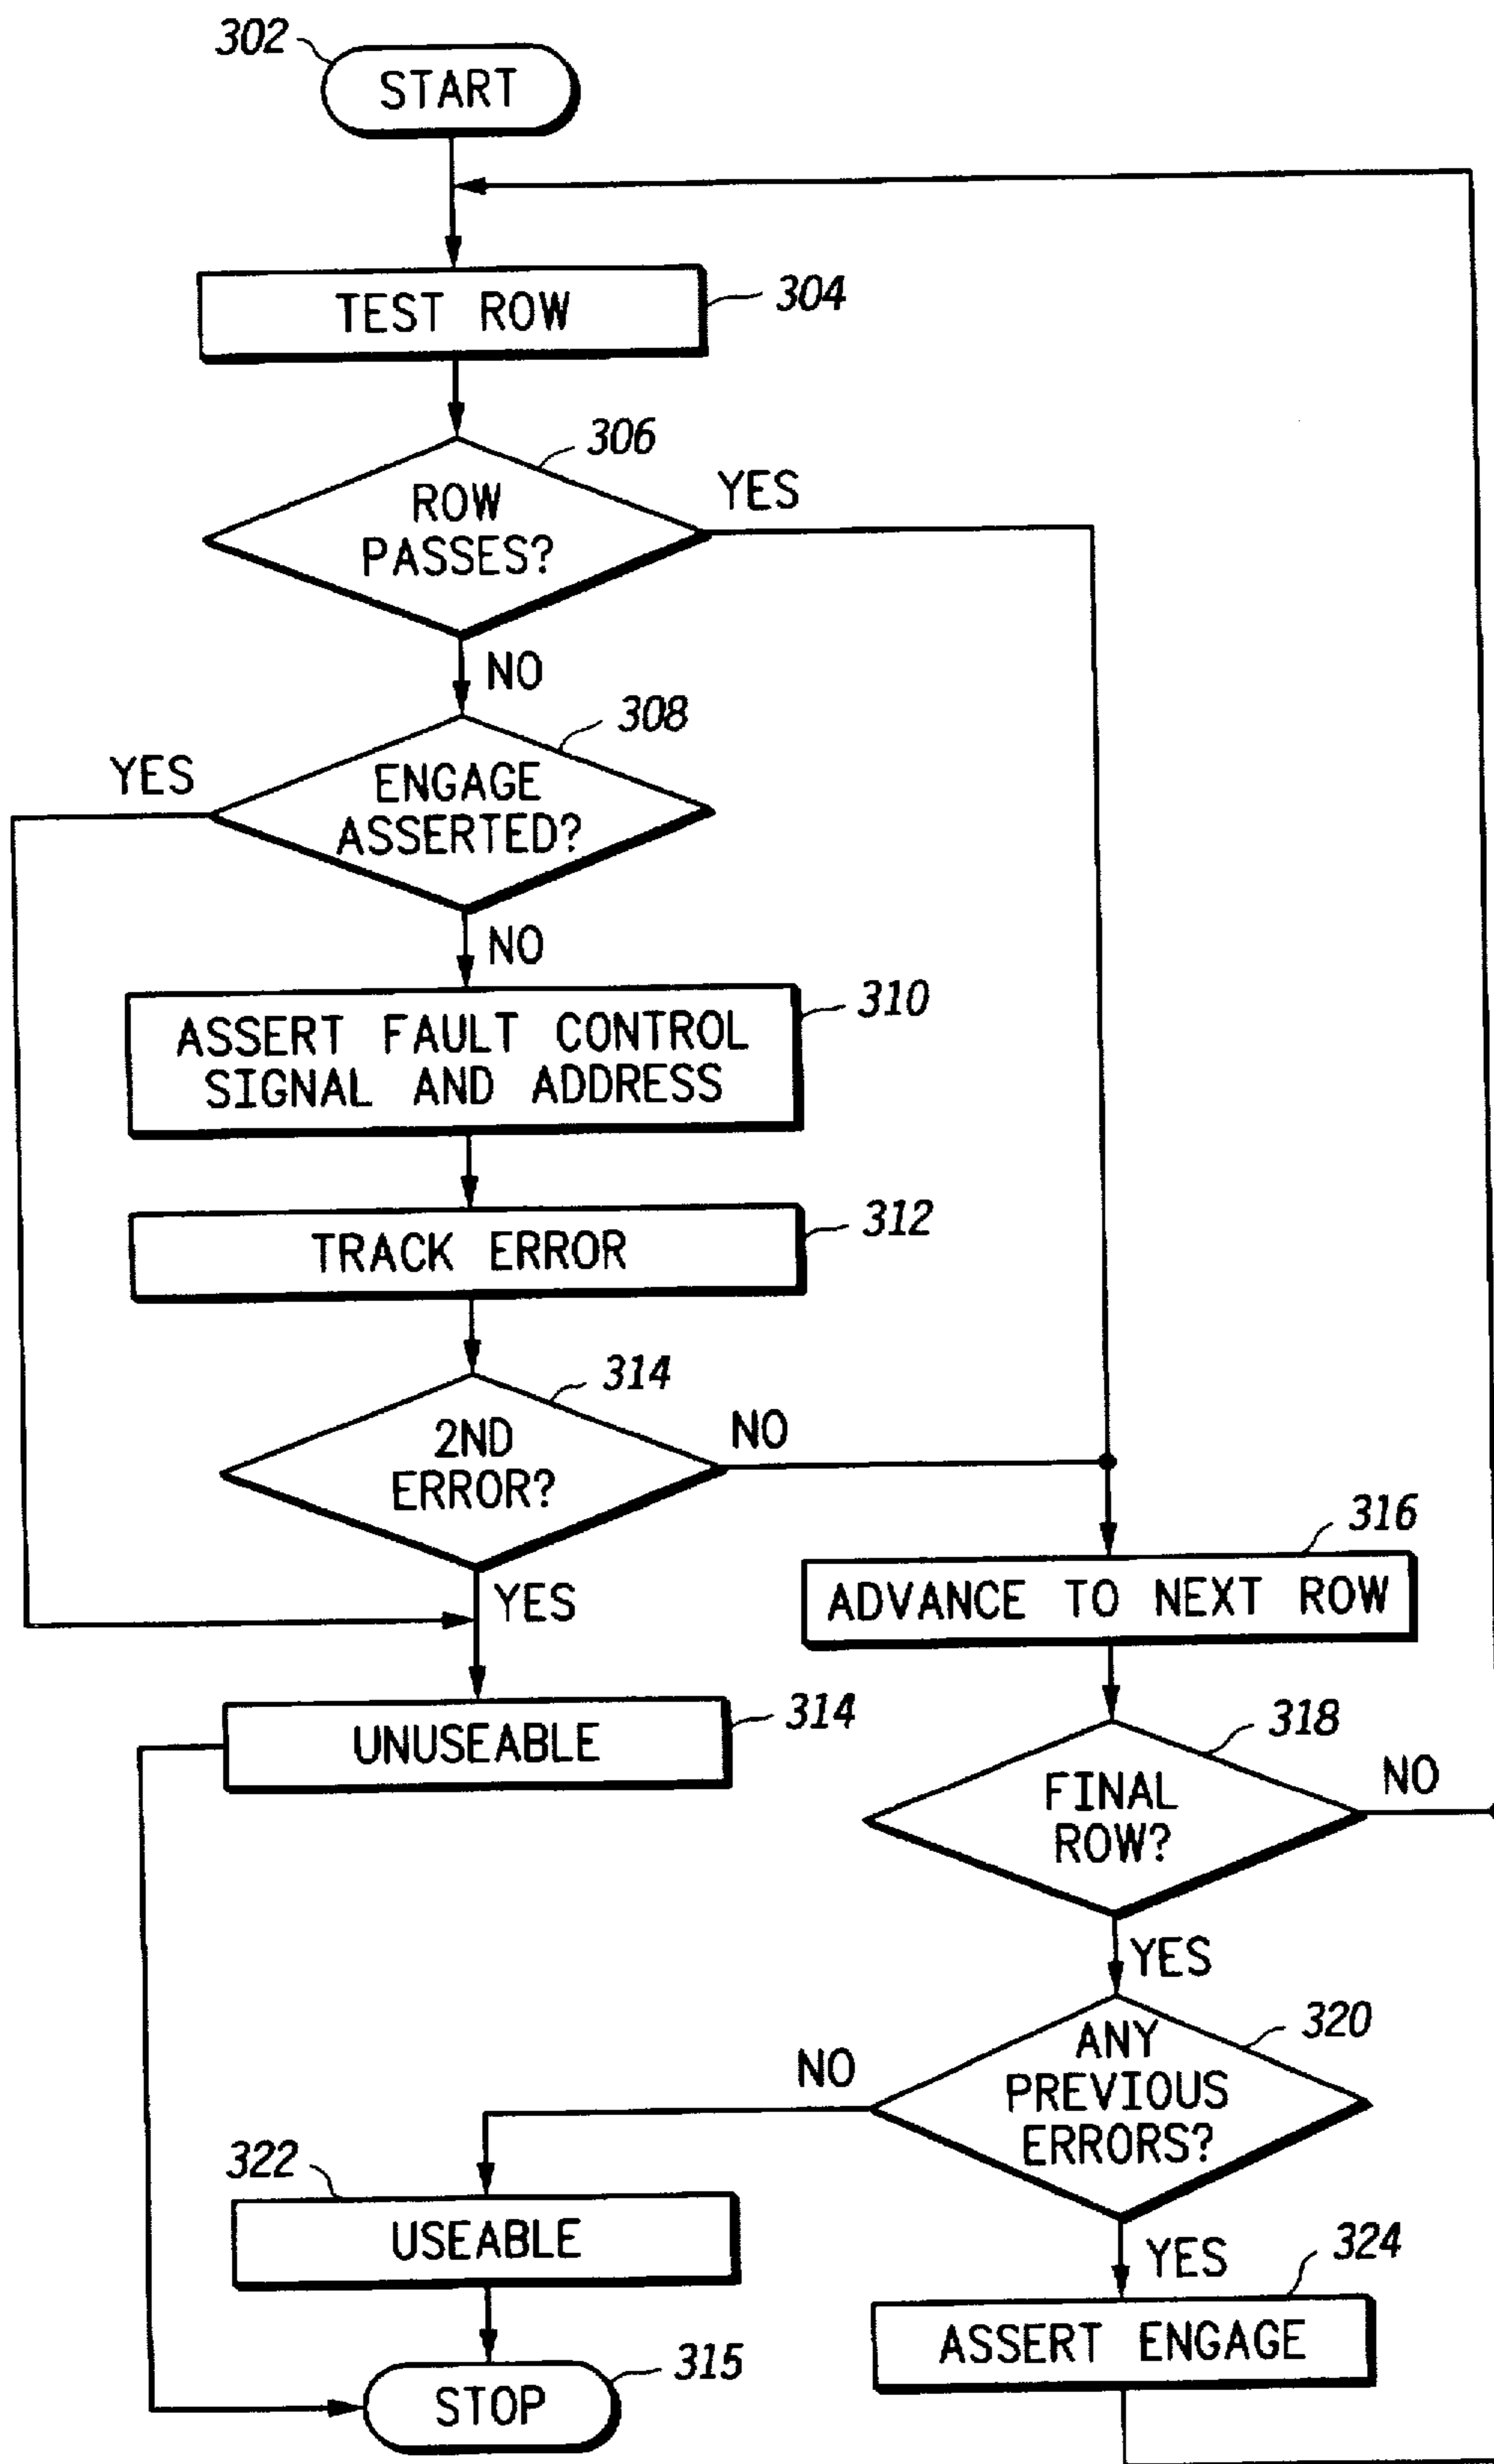 302
START
TEST ROW
304
306
ROW
PASSES?
YES
NO
308
YES
ENGAGE
ASSERTED?
NO
310
ASSERT FAULT CONTROL
SIGNAL AND ADDRESS
312
TRACK ERROR
314
2ND
ERROR?
NO
YES
316
ADVANCE TO NEXT ROW
314
UNUSEABLE
318
FINAL
ROW?
NO
YES
320
ANY
PREVIOUS
ERRORS?
NO
322
USEABLE
YES
324
ASSERT ENGAGE
315
STOP